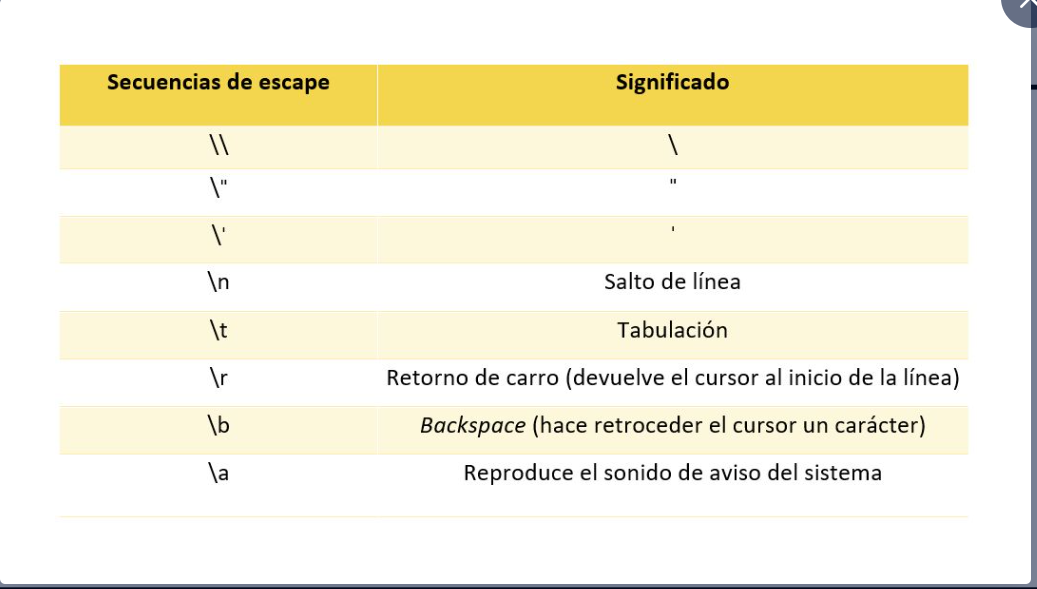 Secuencias de escape Significado
\\ \
\" "
\' '
\n Salto de línea
\t Tabulación
\r Retorno de carro (devuelve el cursor al inicio de la línea)
\b Backspace (hace retroceder el cursor un carácter)
\a Reproduce el sonido de aviso del sistema